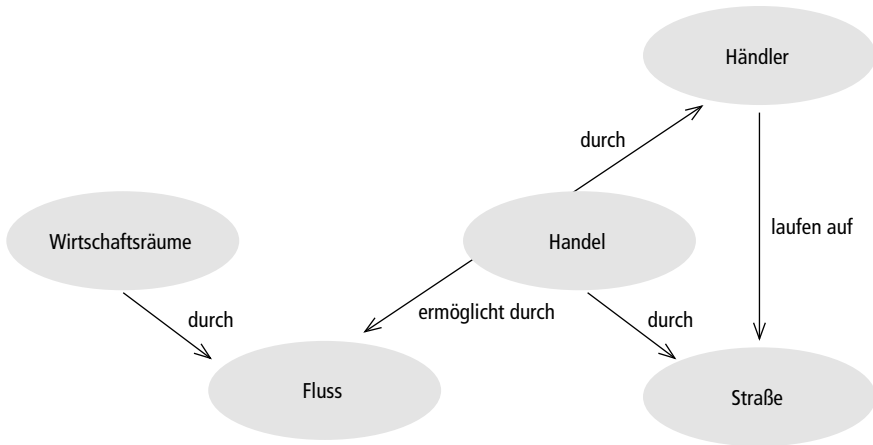 Händler
durch
laufen auf
Wirtschaftsräume
Handel
durch
ermöglicht durch
durch
Fluss
Straße